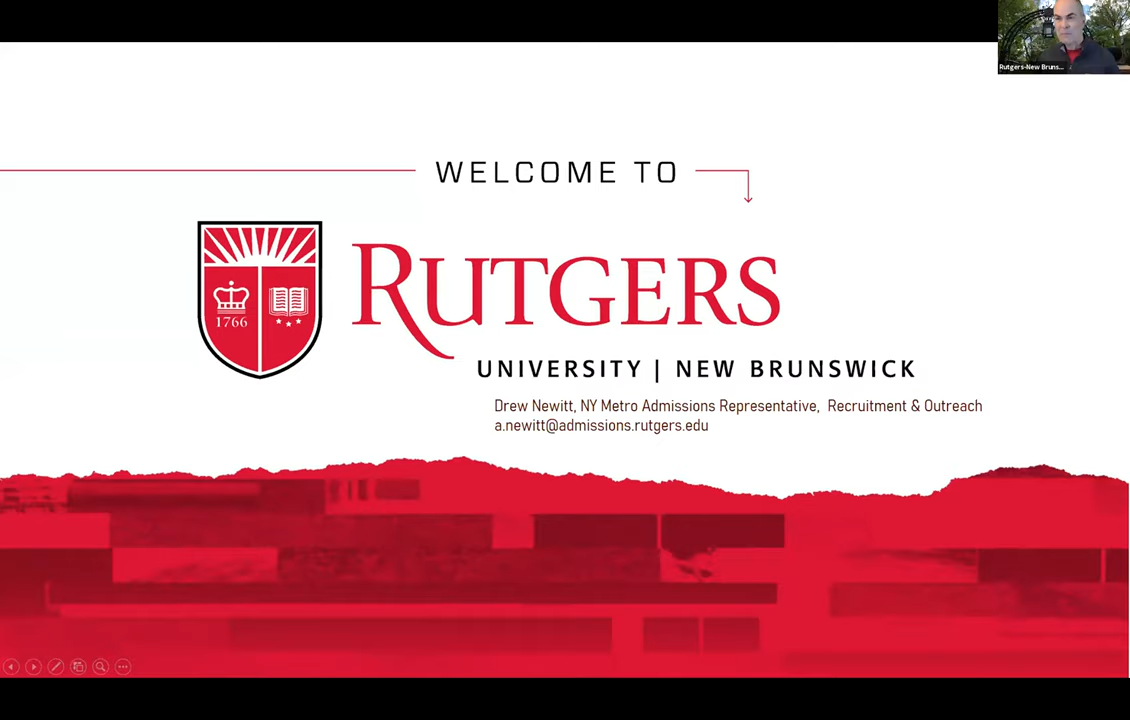 Rutgers-New Bruns...
WELCOME TO
1766
RUTGERS
UNIVERSITY | NEW BRUNSWICK
Drew Newitt, NY Metro Admissions Representative, Recruitment & Outreach
a.newitt@admissions.rutgers.edu